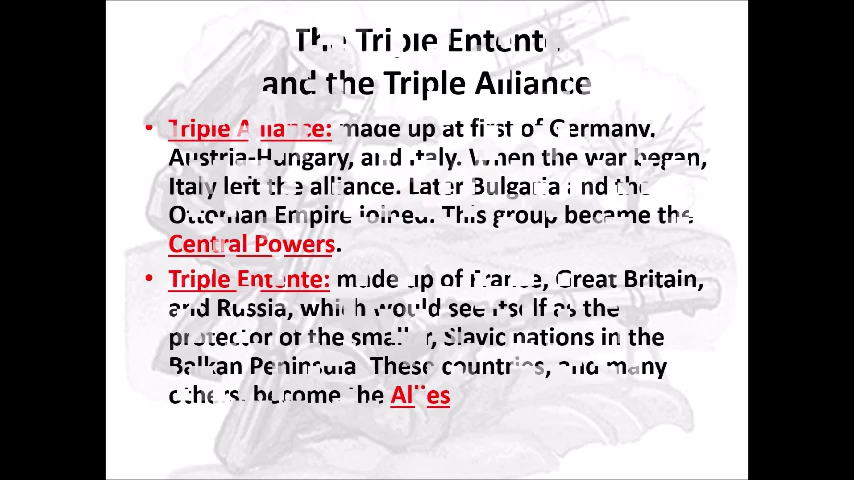 The Triple Entente
and the Triple Alliance
• Triple Alliance: made up at first of Germany,
Austria-Hungary, and Italy. When the war began,
Italy left the alliance. Later Bulgaria and the
Ottoman Empire joined. This group became the
Central Powers.
• Triple Entente: made up of France, Great Britain,
and Russia, which would see itself as the
protector of the smaller, Slavic nations in the
Balkan Peninsula. These countries, and many
others, become the Allies